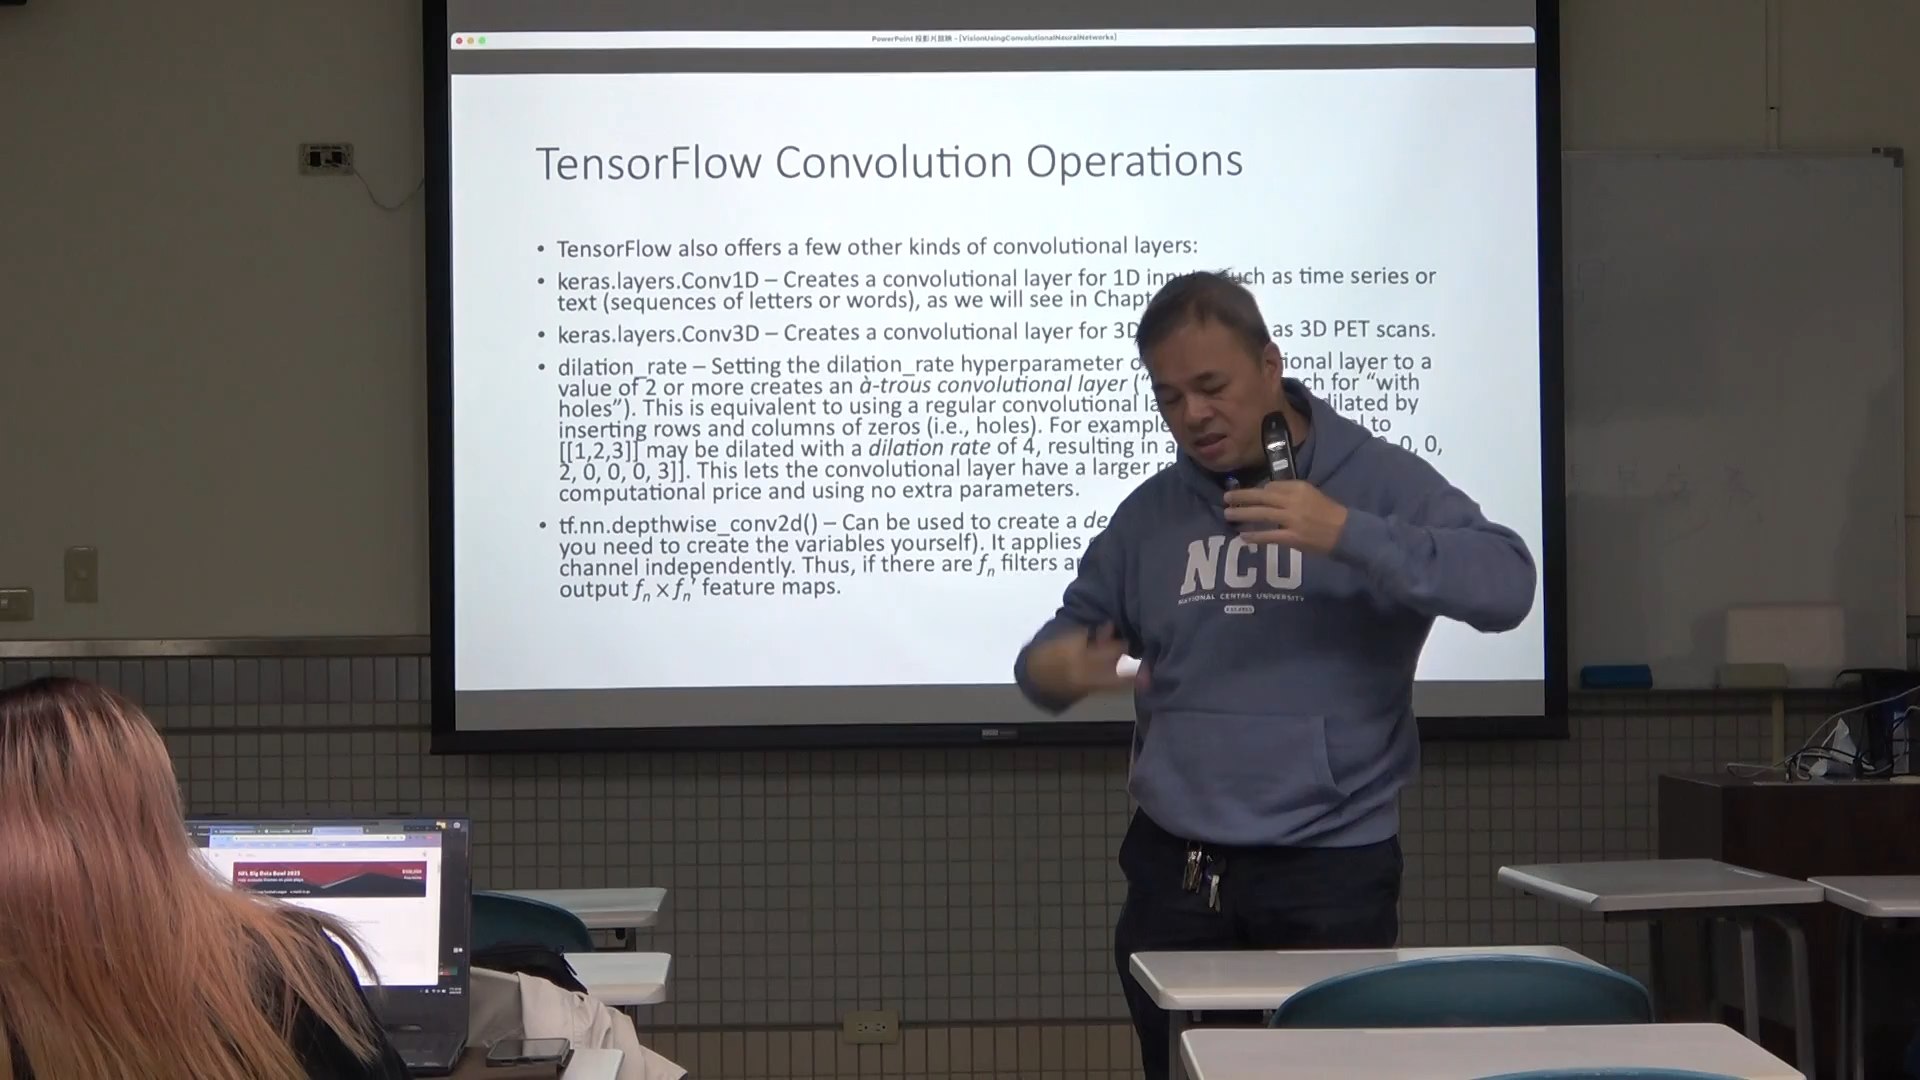 PowerPoint 投影片放映 - [VisionUsingConvolutionalNeuralNetworks]
TensorFlow Convolution Operations
• TensorFlow also offers a few other kinds of convolutional layers:
• keras.layers.Conv1D – Creates a convolutional layer for 1D such as time series or
text (sequences of letters or words), as we will see in
• keras.layers.Conv3D – Creates a convolutional layer for 3D as 3D PET scans.
• dilation_rate – Setting the dilation_rate hyperparameter layer to a
value of 2 or more creates an à-trous convolutional layer for “with
holes”). This is equivalent to using a regular convolutional dilated by
inserting rows and columns of zeros (i.e., holes). For example to
[[1,2,3]] may be dilated with a dilation rate of 4, resulting in 0, 0,
2, 0, 0, 0, 3]]. This lets the convolutional layer have a larger
computational price and using no extra parameters.
• tf.nn.depthwise_conv2d() – Can be used to create a
you need to create the variables yourself). It applies
channel independently. Thus, if there are fn filters
output fn × fn' feature maps.
NCU
NATIONAL CENTRAL UNIVERSITY
NFL Big Data Bowl 2025